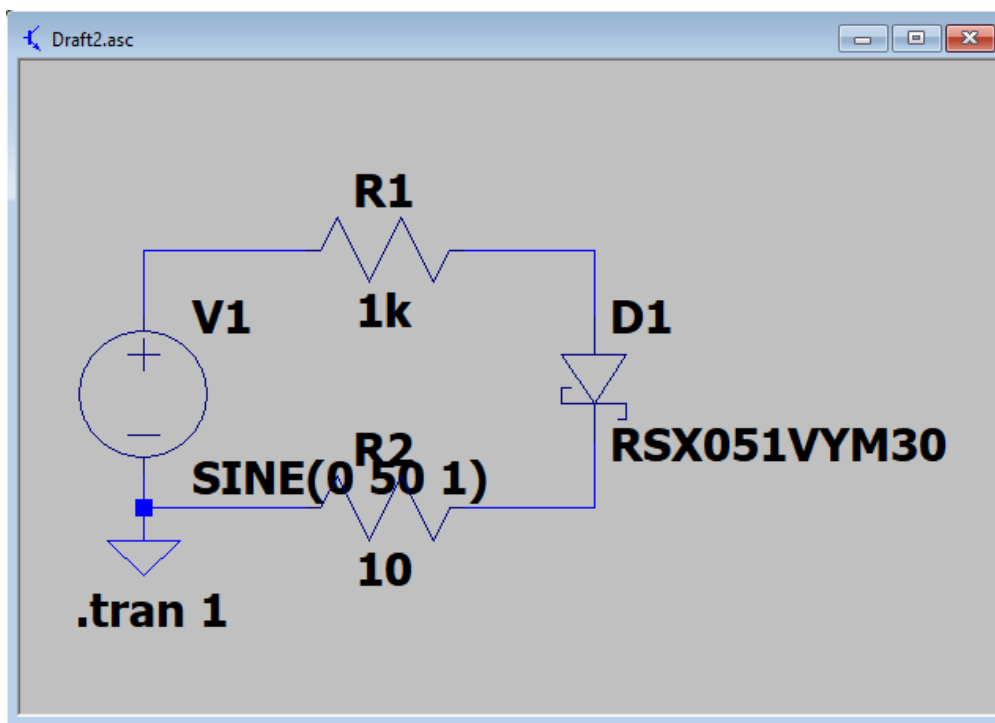 Draft2.asc
R1
1k
V1
D1
RSX051VYM30
R2
SINE(0 50 1)
10
.tran 1